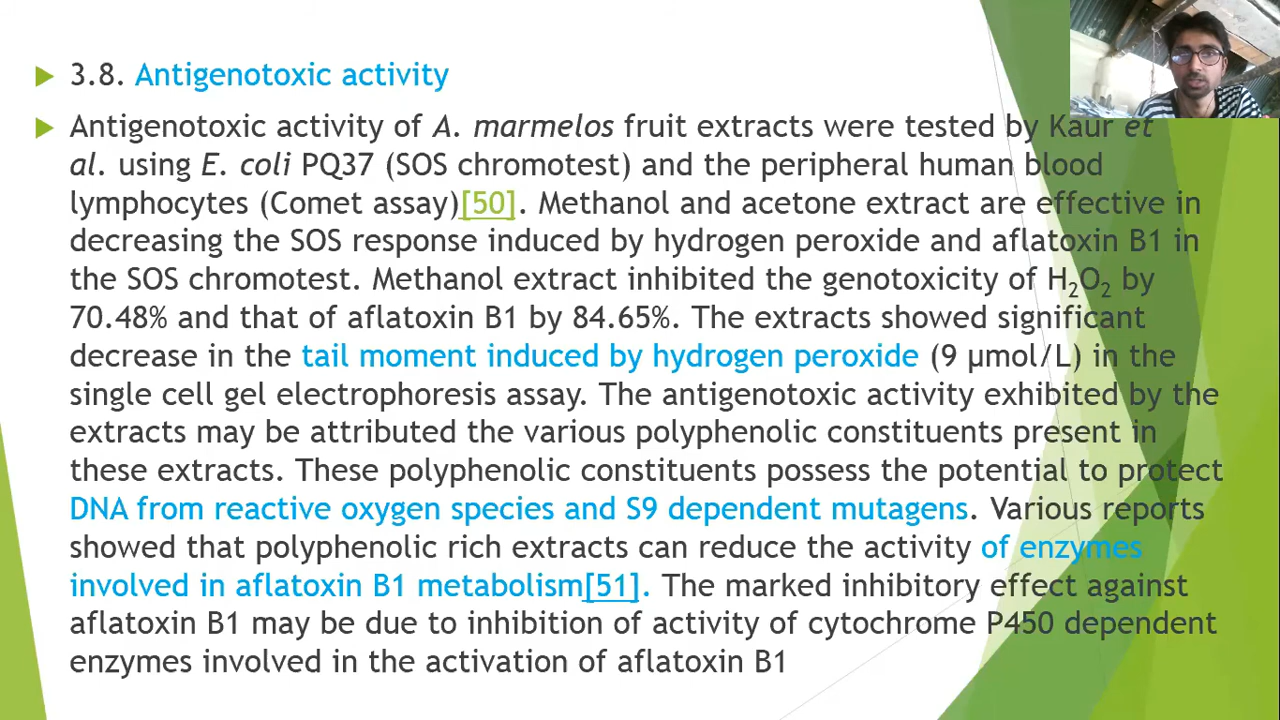 3.8. Antigenotoxic activity
Antigenotoxic activity of A. marmelos fruit extracts were tested by Kaur et
al. using E. coli PQ37 (SOS chromotest) and the peripheral human blood
lymphocytes (Comet assay)[50]. Methanol and acetone extract are effective in
decreasing the SOS response induced by hydrogen peroxide and aflatoxin B1 in
the SOS chromotest. Methanol extract inhibited the genotoxicity of H₂O₂ by
70.48% and that of aflatoxin B1 by 84.65%. The extracts showed significant
decrease in the tail moment induced by hydrogen peroxide (9 µmol/L) in the
single cell gel electrophoresis assay. The antigenotoxic activity exhibited by the
extracts may be attributed the various polyphenolic constituents present in
these extracts. These polyphenolic constituents possess the potential to protect
DNA from reactive oxygen species and S9 dependent mutagens. Various reports
showed that polyphenolic rich extracts can reduce the activity of enzymes
involved in aflatoxin B1 metabolism[51]. The marked inhibitory effect against
aflatoxin B1 may be due to inhibition of activity of cytochrome P450 dependent
enzymes involved in the activation of aflatoxin B1